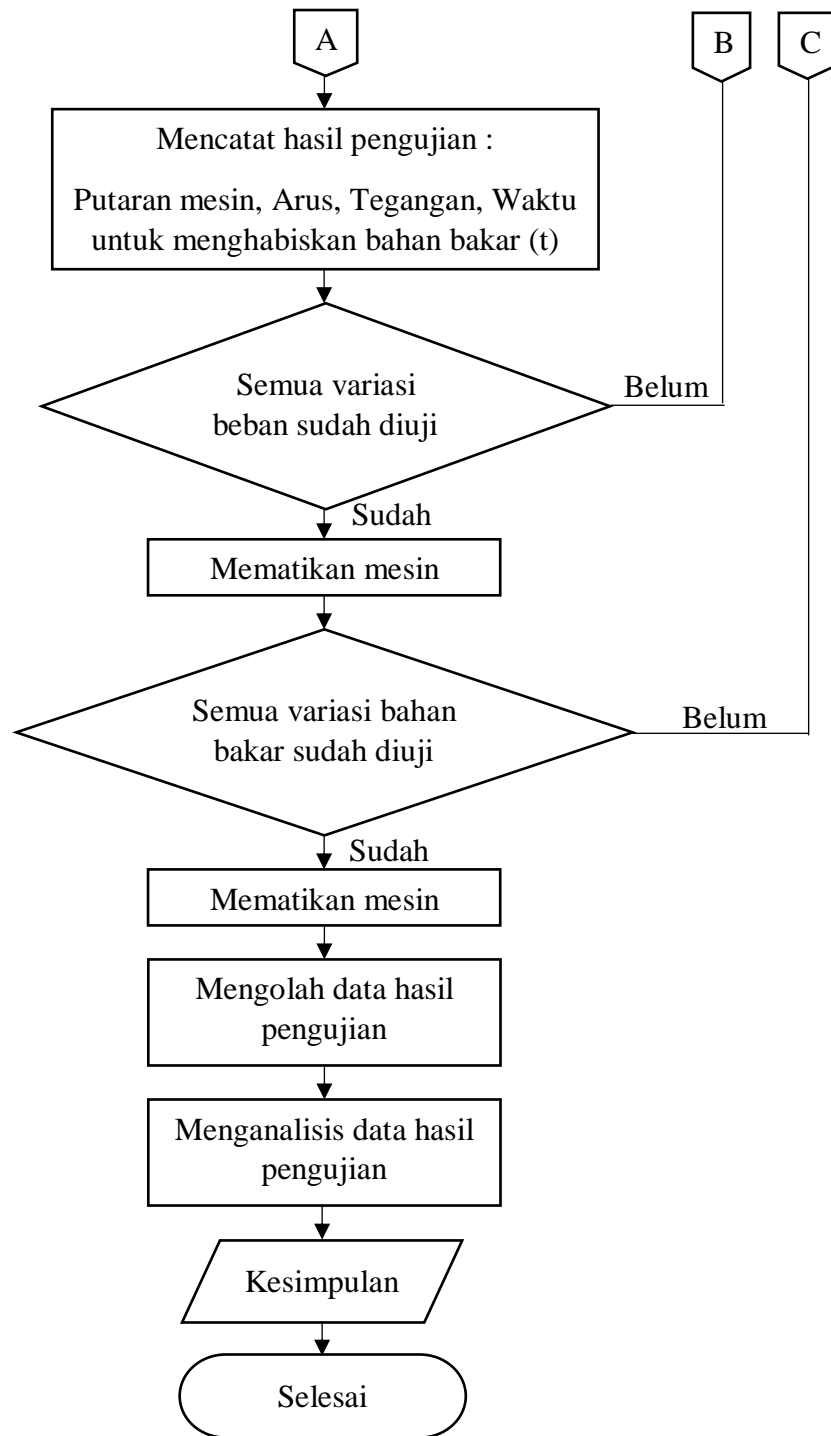 A
B
C
Mencatat hasil pengujian :
Putaran mesin, Arus, Tegangan, Waktu
untuk menghabiskan bahan bakar (t)
Semua variasi
beban sudah diuji
Belum
Sudah
Mematikan mesin
Semua variasi bahan
bakar sudah diuji
Belum
Sudah
Mematikan mesin
Mengolah data hasil
pengujian
Menganalisis data hasil
pengujian
Kesimpulan
Selesai